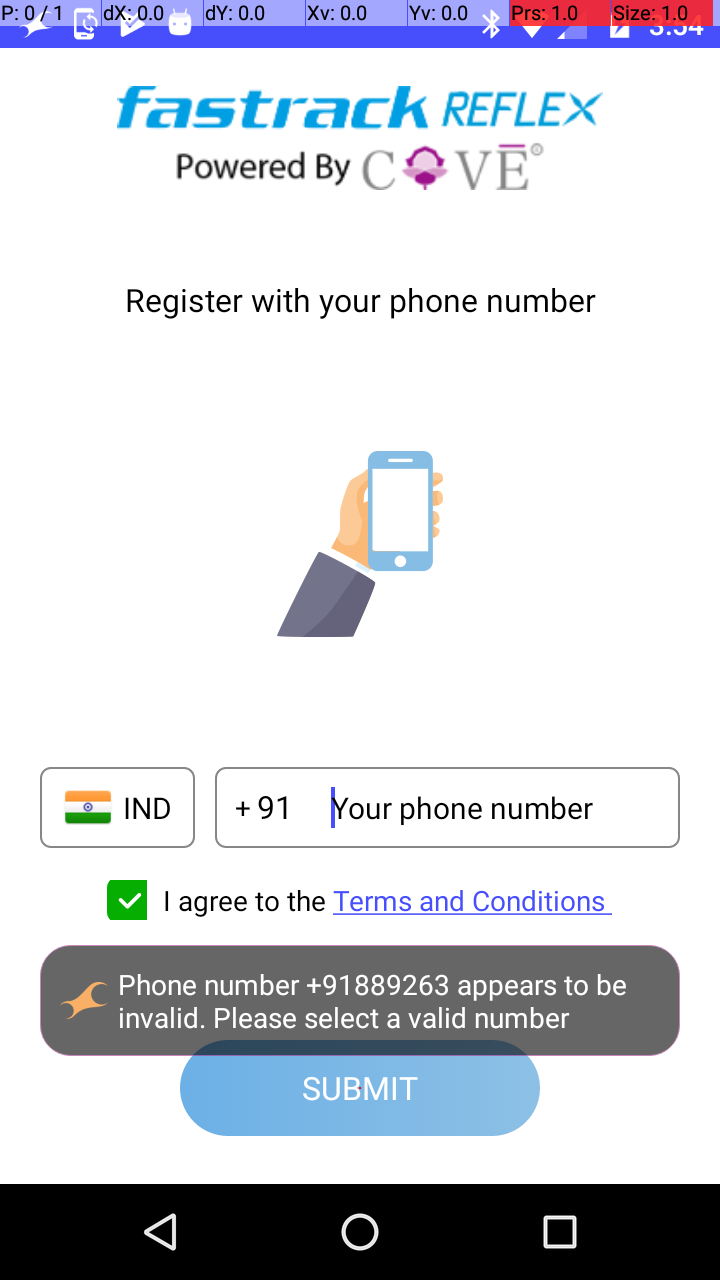 P: 0 / 1 dX: 0.0 dY: 0.0 Xv: 0.0 Yv: 0.0 Prs: 1.0 Size: 1.0
3:54
fastrack REFLEX
Powered By COVE®
Register with your phone number
IND + 91 Your phone number
I agree to the Terms and Conditions
Phone number +91889263 appears to be
invalid. Please select a valid number
SUBMIT